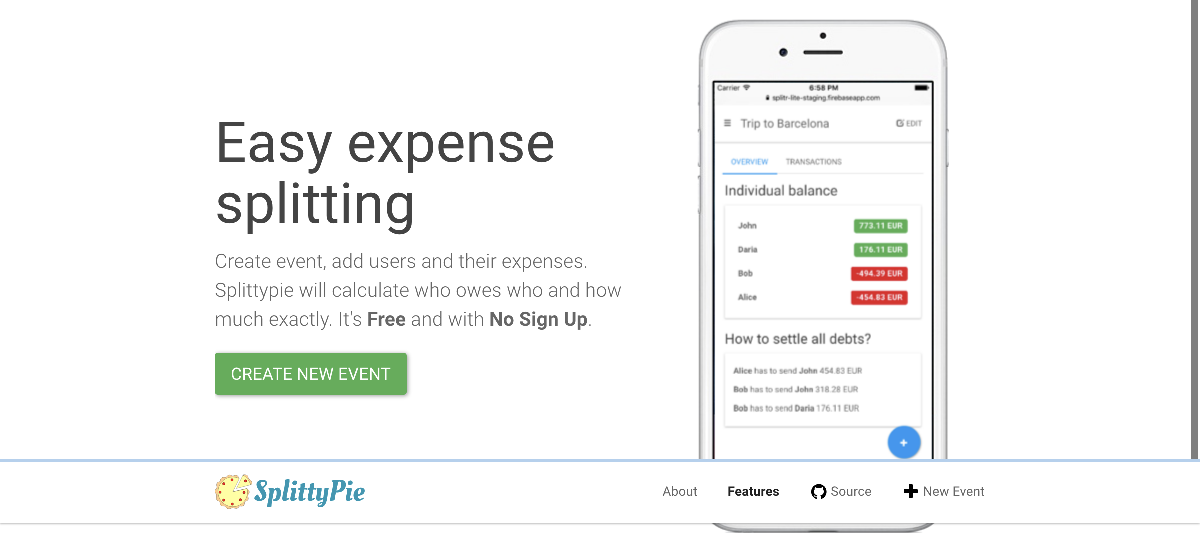 Easy expense
splitting
Create event, add users and their expenses.
Splittypie will calculate who owes who and how
much exactly. It's Free and with No Sign Up.
CREATE NEW EVENT
Carrier 6:58 PM
splitr-lite-staging.firebaseapp.com
Trip to Barcelona EDIT
OVERVIEW TRANSACTIONS
Individual balance
John 773.11 EUR
Daria 176.11 EUR
Bob -494.39 EUR
Alice -454.83 EUR
How to settle all debts?
Alice has to send John 454.83 EUR
Bob has to send John 318.28 EUR
Bob has to send Daria 176.11 EUR
+
SplittyPie About Features Source New Event